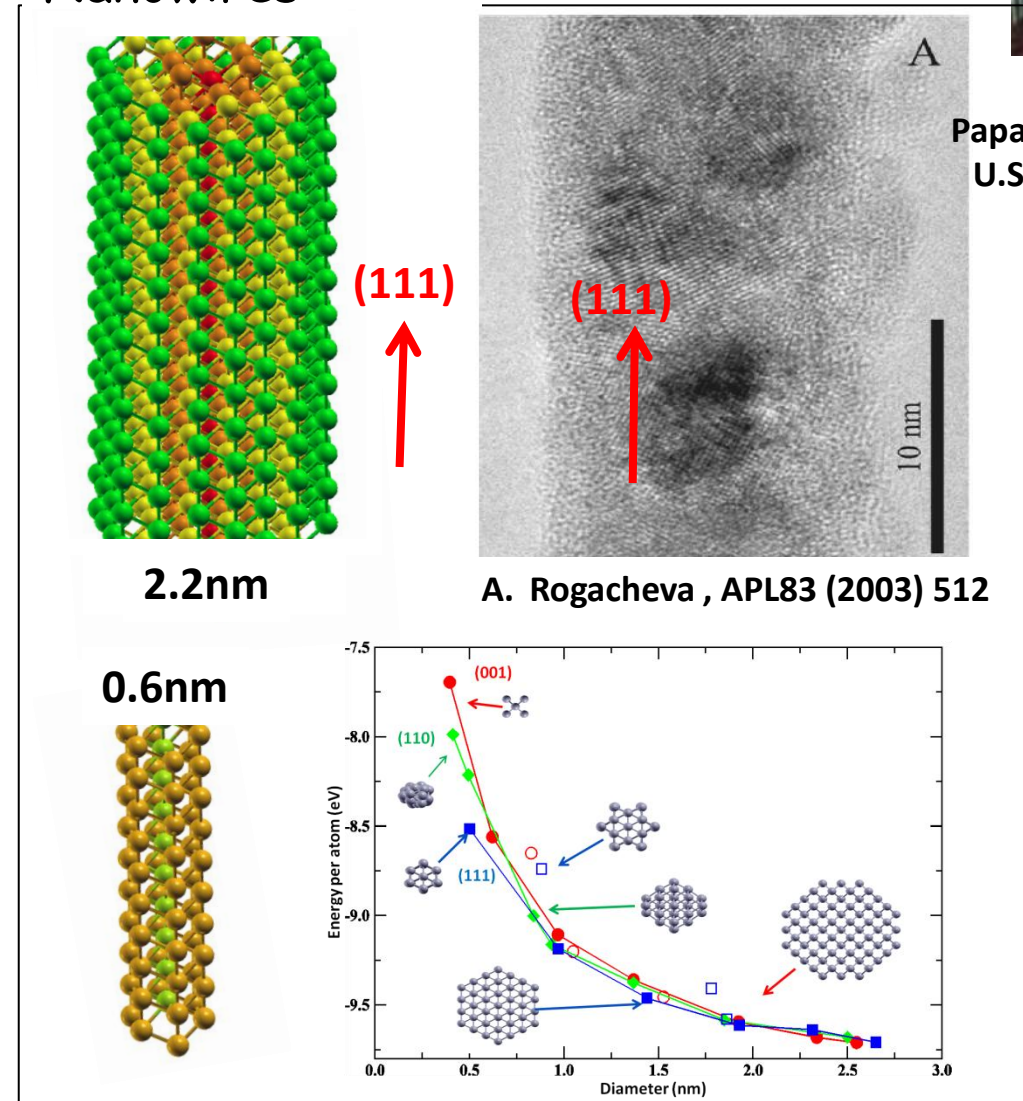 A
Papa
U.S
(111)
(111)
10 nm
2.2nm
A. Rogacheva , APL83 (2003) 512
0.6nm
-7.5
-8.0
-8.5
-9.0
-9.5
Energy per atom (eV)
(001)
(110)
(111)
0.0 0.5 1.0 1.5 2.0 2.5 3.0
Diameter (nm)